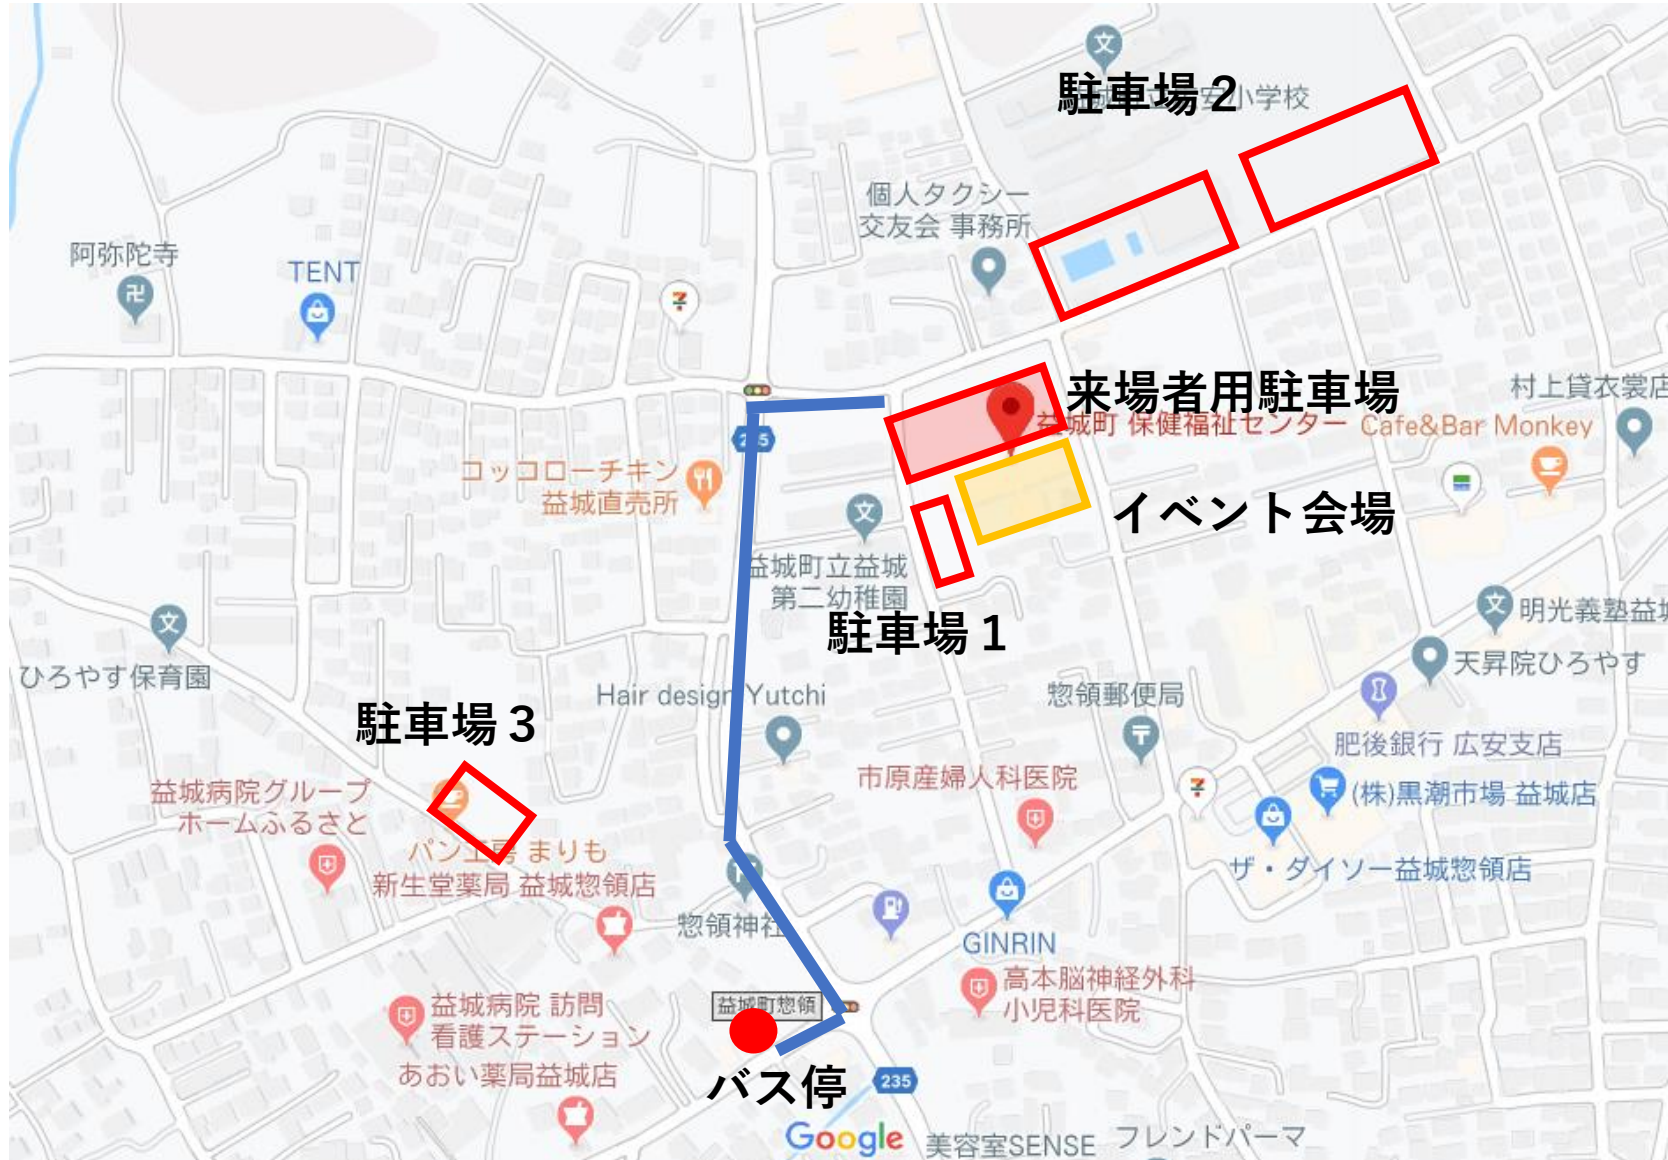 駐車場２
小学校
個人タクシー
交友会 事務所
阿弥陀寺
TENT
来場者用駐車場
村上貸衣裳店
益城町 保健福祉センター
Cafe&Bar Monkey
コッコローチキン
益城直売所
イベント会場
益城町立益城
第二幼稚園
駐車場１
明光義塾益城
天昇院ひろやす
ひろやす保育園
Hair design Yutchi
惣領郵便局
駐車場３
肥後銀行 広安支店
市原産婦人科医院
益城病院グループ
ホームふるさと
(株)黒潮市場 益城店
パン工房 まりも
新生堂薬局 益城惣領店
ザ・ダイソー益城惣領店
惣領神社
GINRIN
高本脳神経外科
小児科医院
益城町惣領
益城病院 訪問
看護ステーション
あおい薬局益城店
バス停
235
Google
美容室SENSE
フレンドパーマ